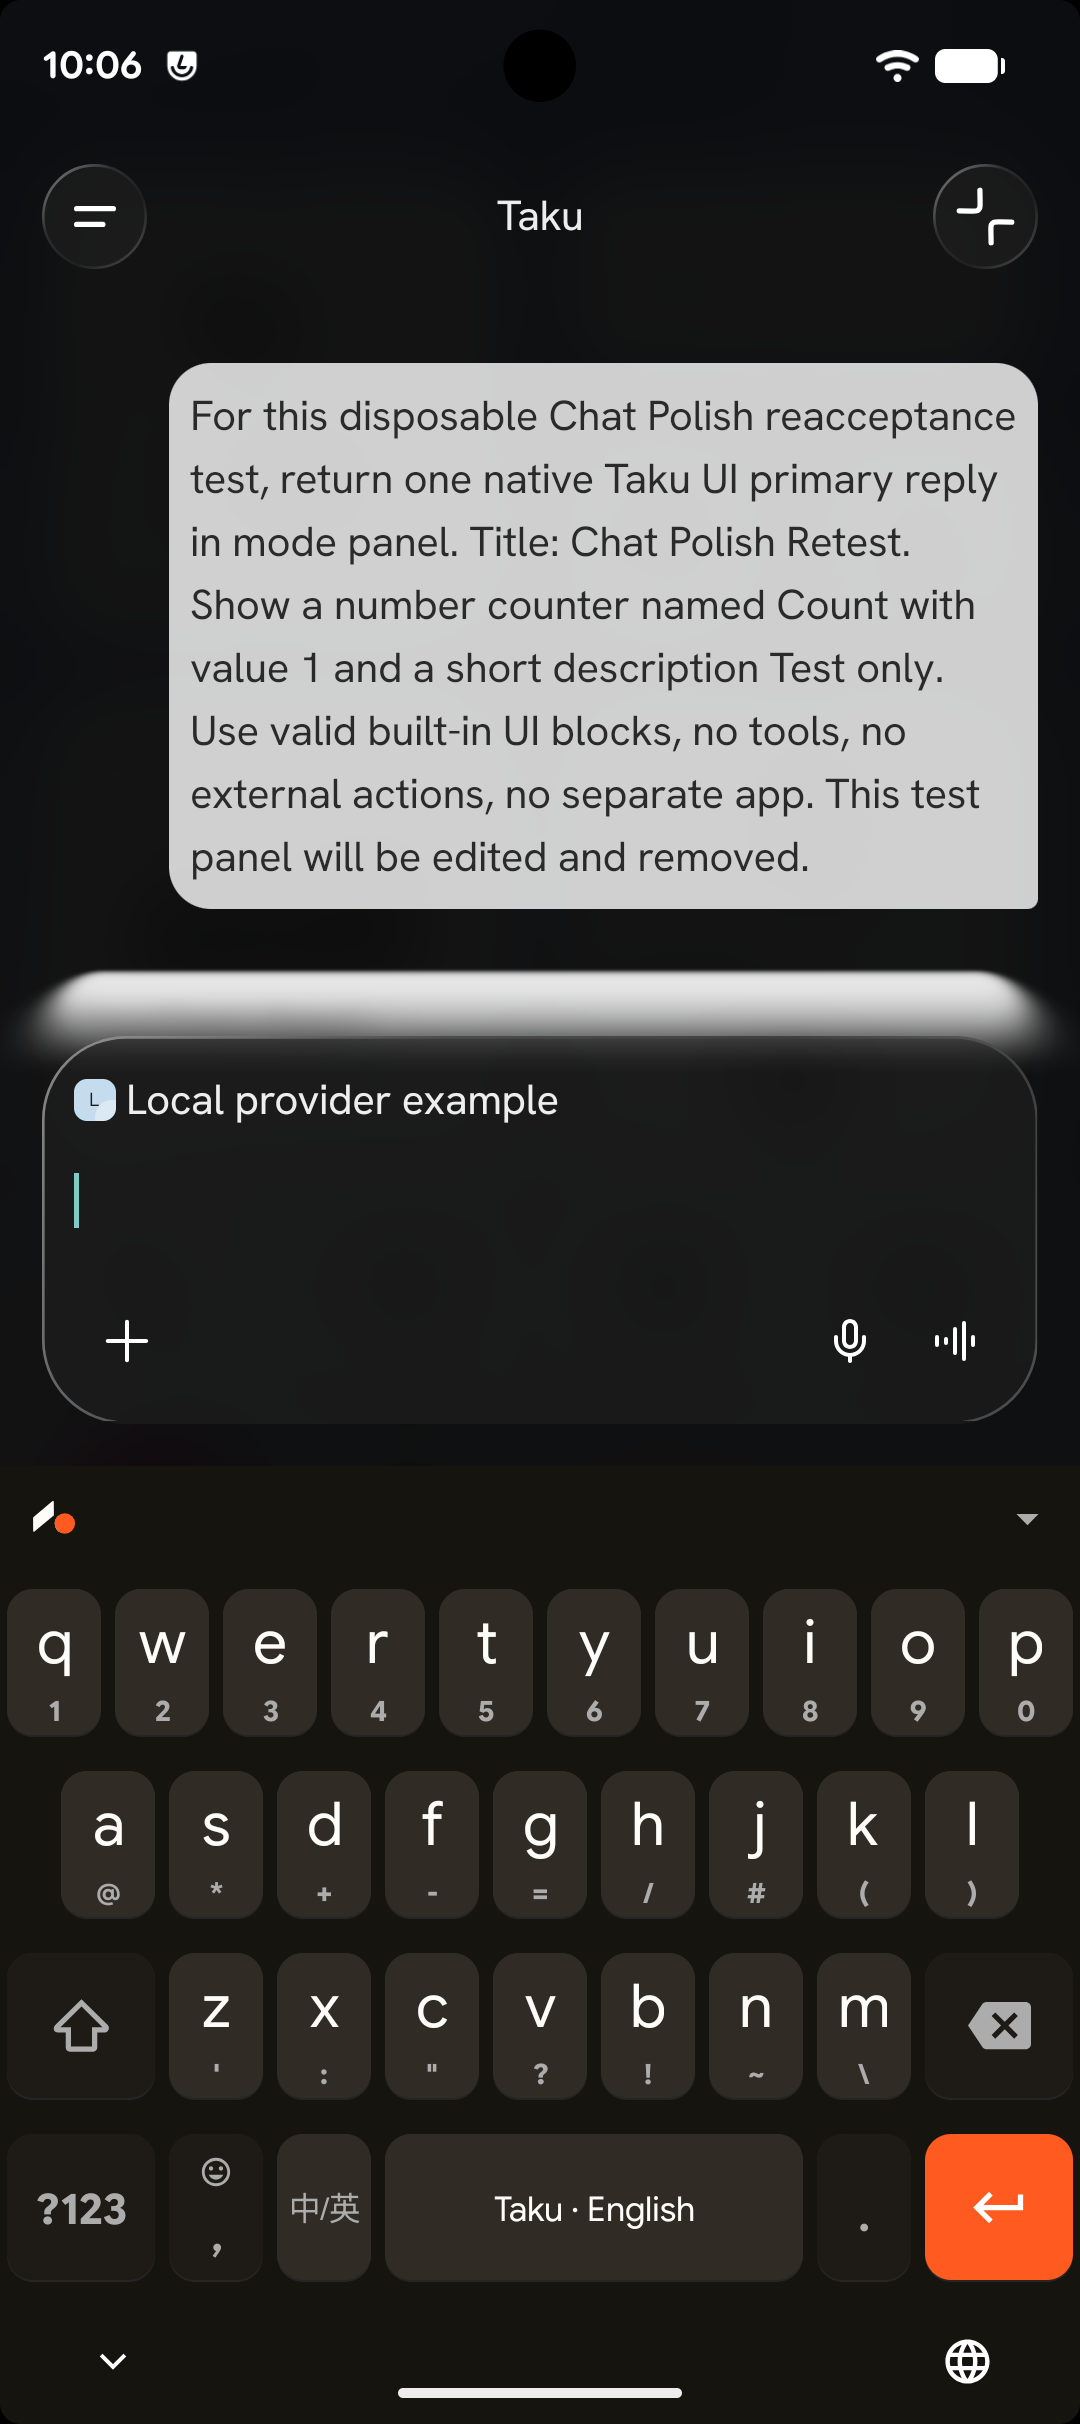 10:06
Taku
For this disposable Chat Polish reacceptance
test, return one native Taku UI primary reply
in mode panel. Title: Chat Polish Retest.
Show a number counter named Count with
value 1 and a short description Test only.
Use valid built-in UI blocks, no tools, no
external actions, no separate app. This test
panel will be edited and removed.
L Local provider example
q w e r t y u i o p
1 2 3 4 5 6 7 8 9 0
a s d f g h j k l
@ * + - = / # ( )
z x c v b n m
' : " ? ! ~ \
?123 , 中/英 Taku · English .